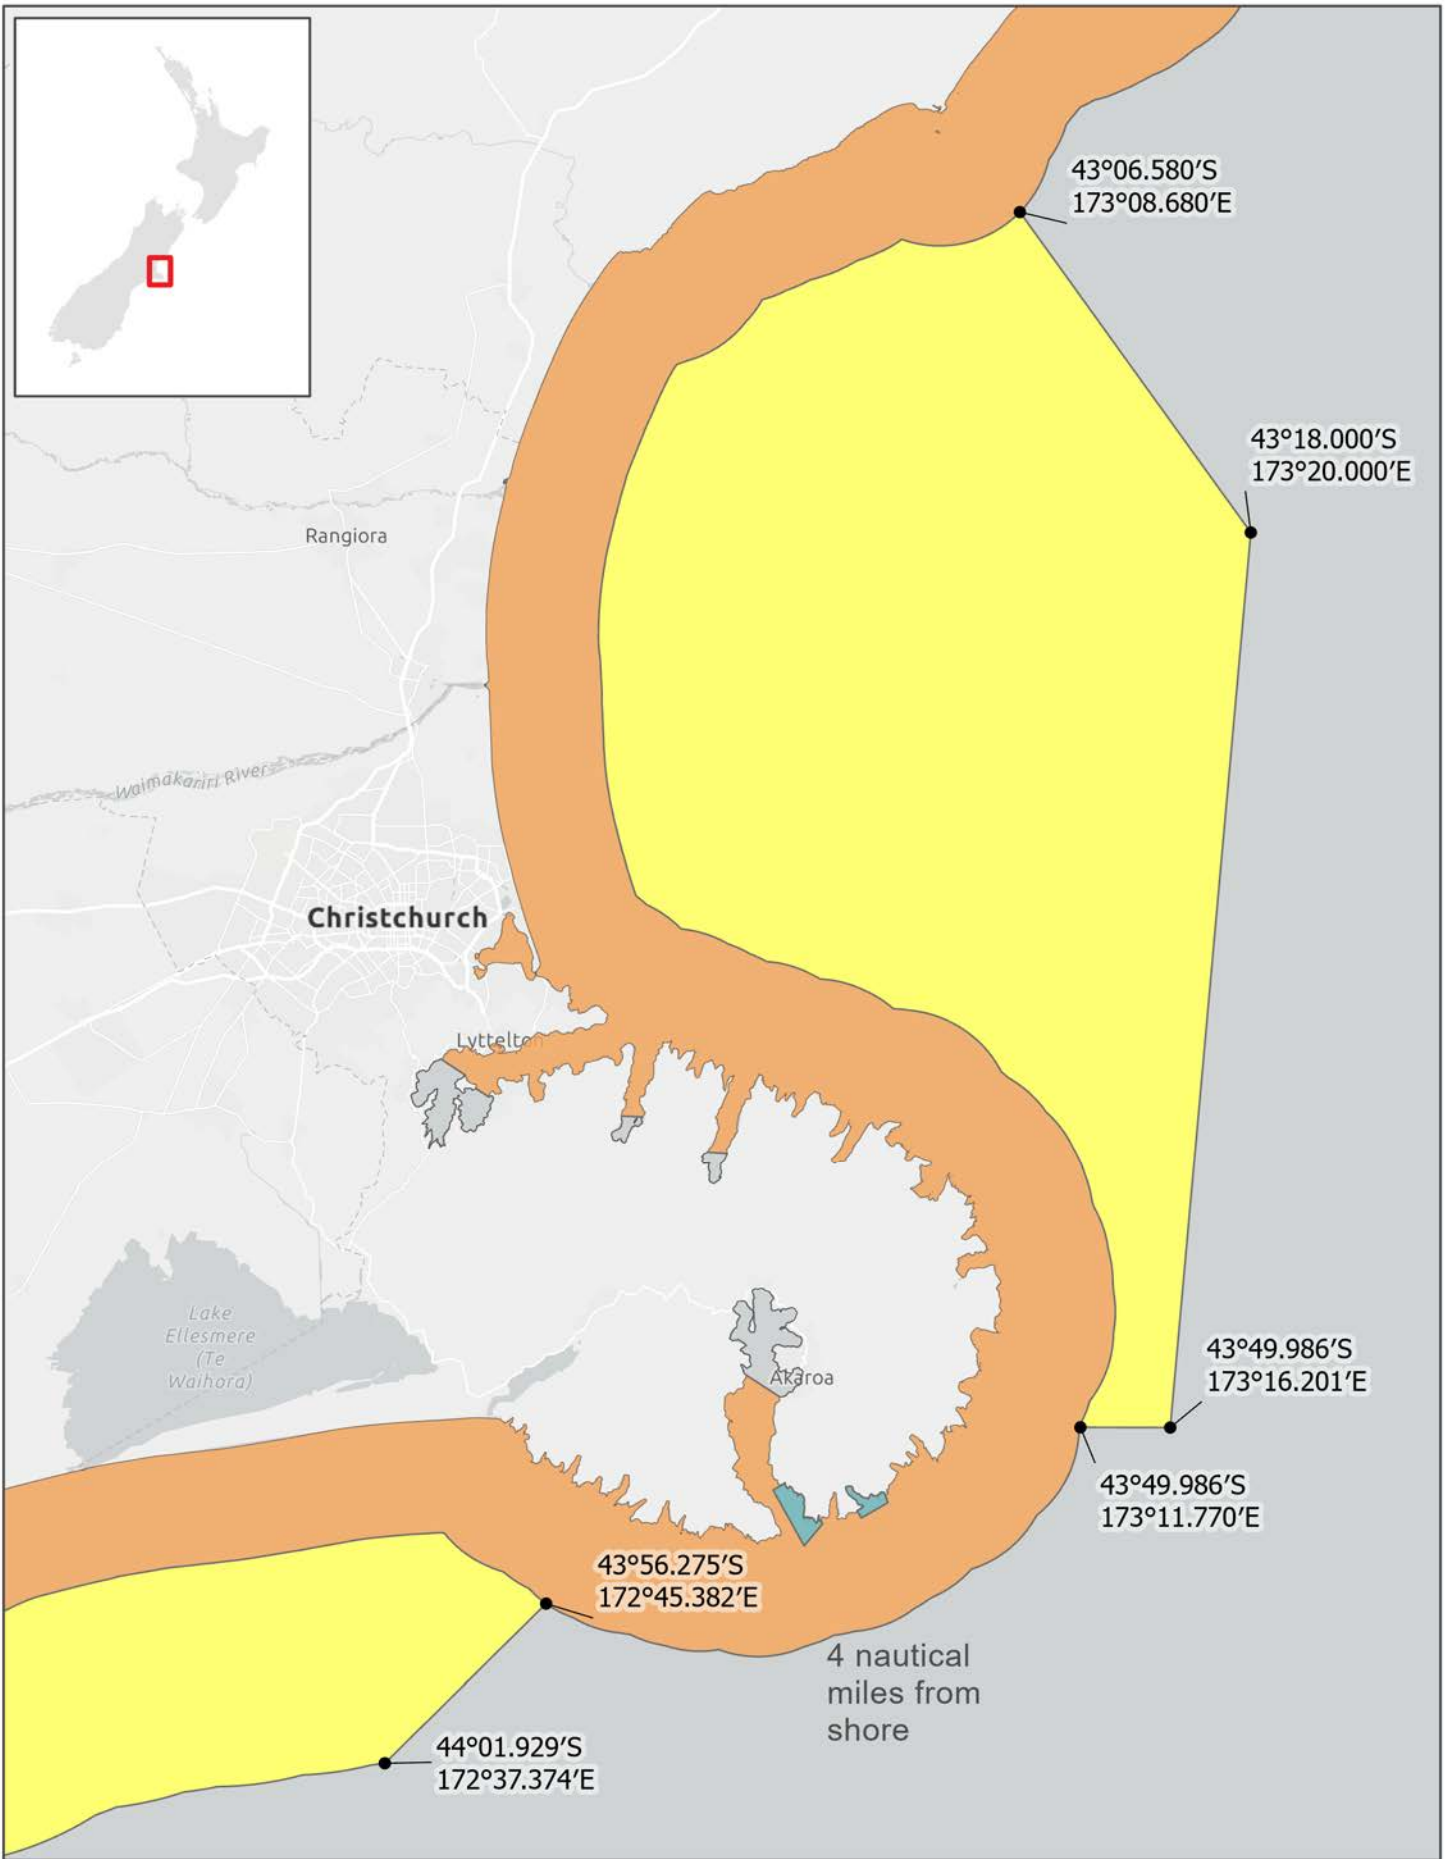 43°06.580′S
173°08.680′E
43°18.000′S
173°20.000′E
Rangiora
Waimakariri River
Christchurch
Lyttelton
Lake
Ellesmere
(Te
Waihora)
Akaroa
43°49.986′S
173°16.201′E
43°49.986′S
173°11.770′E
43°56.275′S
172°45.382′E
4 nautical
miles from
shore
44°01.929′S
172°37.374′E